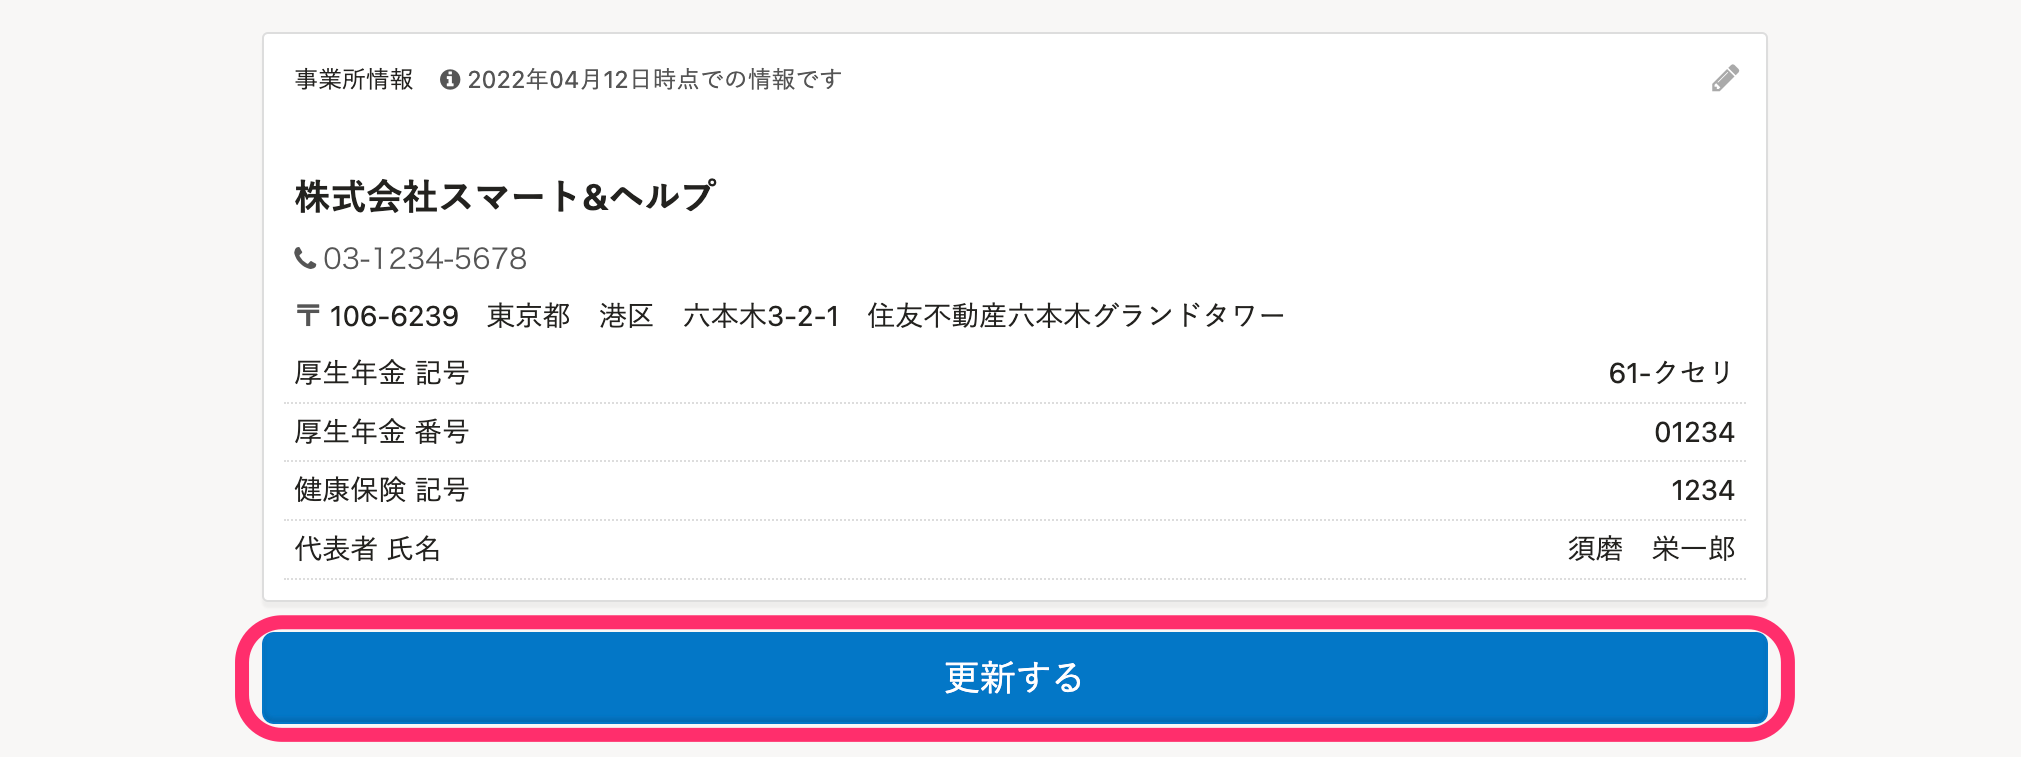 事業所情報 2022年04月12日時点での情報です
株式会社スマート&ヘルプ
03-1234-5678
〒 106-6239　東京都　港区　六本木3-2-1　住友不動産六本木グランドタワー
厚生年金 記号 61-クセリ
厚生年金 番号 01234
健康保険 記号 1234
代表者 氏名 須磨　栄一郎
更新する